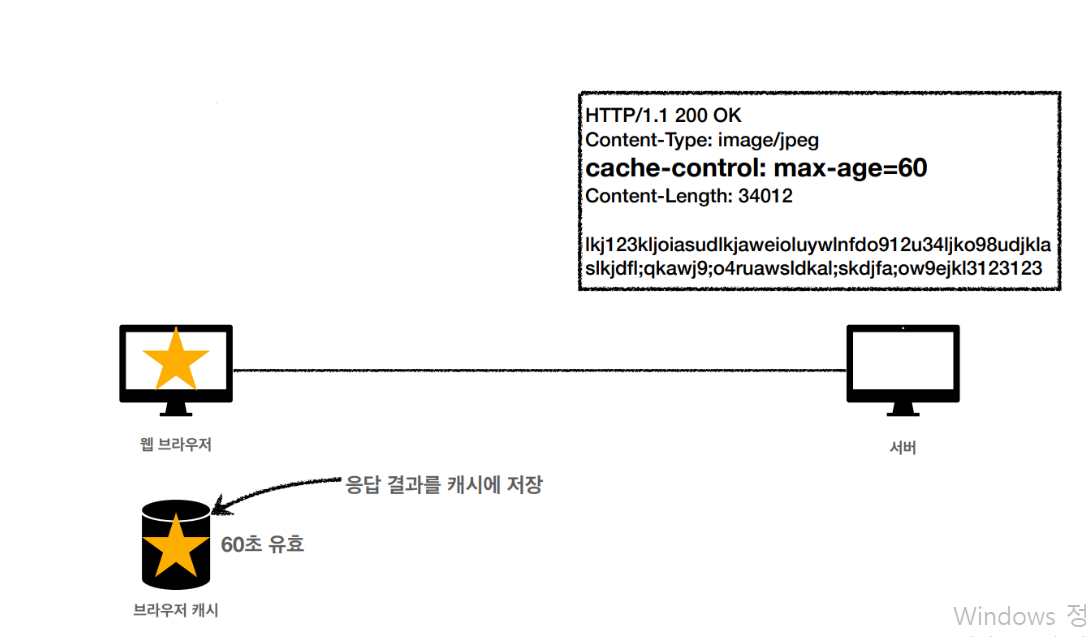 HTTP/1.1 200 OK
Content-Type: image/jpeg
cache-control: max-age=60
Content-Length: 34012
lkj123kljoiasudlkjaweioluywlnfdo912u34ljko98udjkla
slkjdfl;qkawj9;o4ruawsldkal;skdjfa;ow9ejkl3123123
웹 브라우저
서버
응답 결과를 캐시에 저장
60초 유효
브라우저 캐시
Windows 정